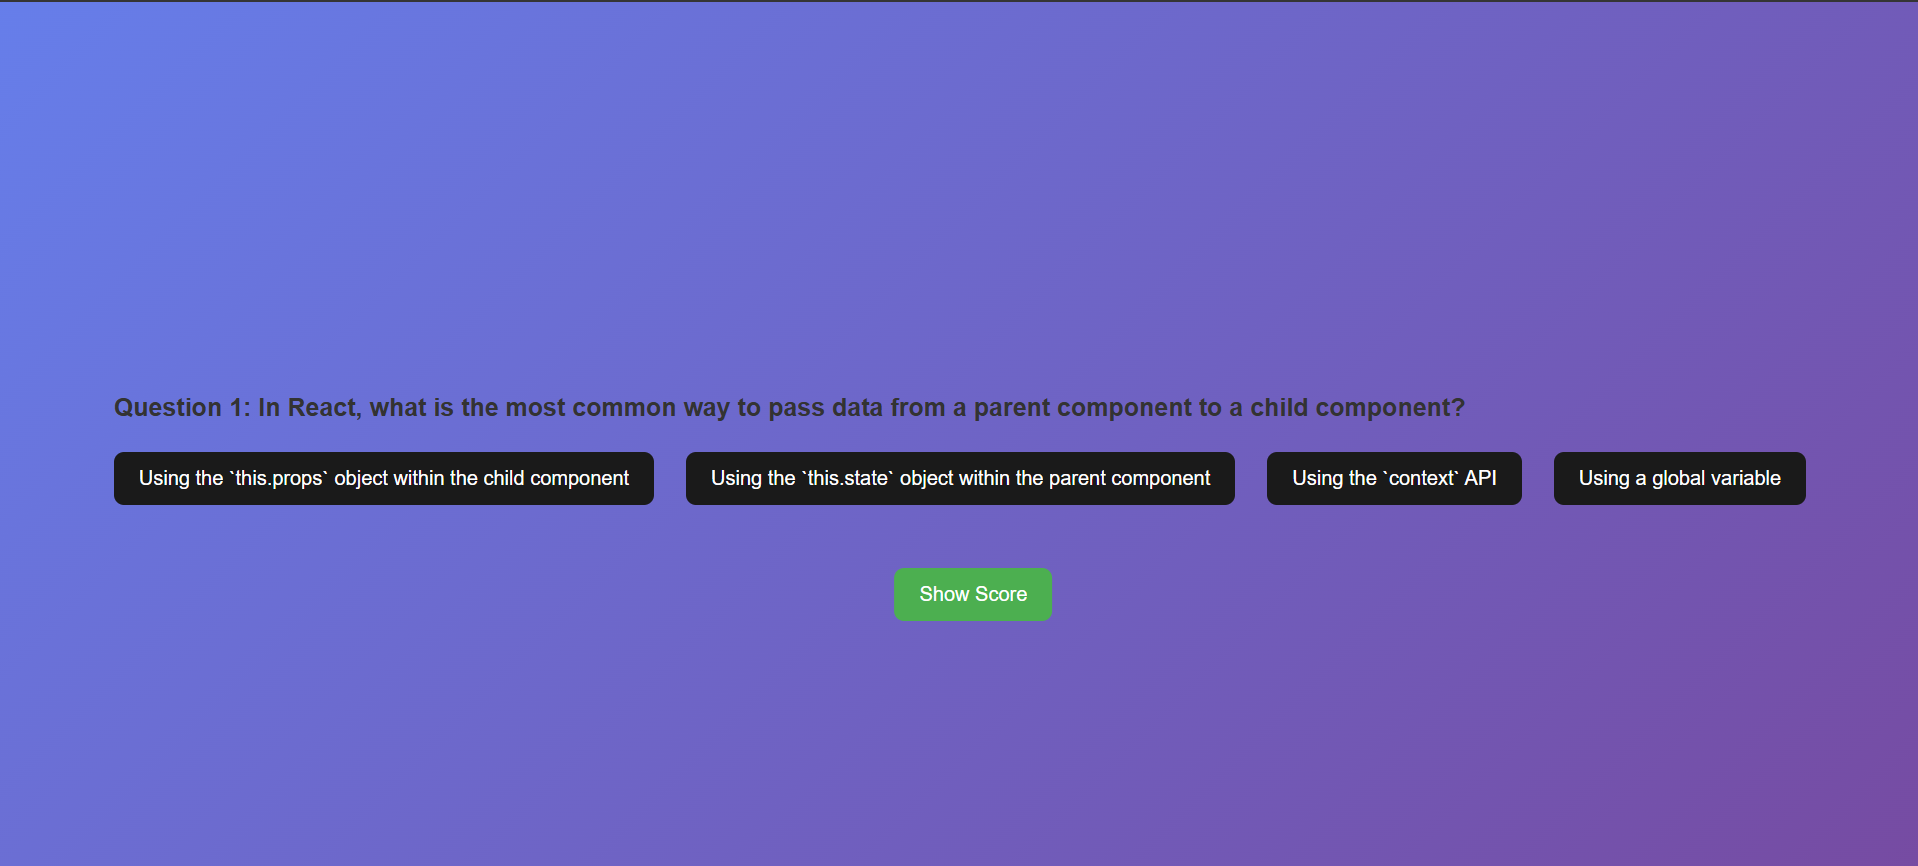 Question 1: In React, what is the most common way to pass data from a parent component to a child component?
Using the `this.props` object within the child component
Using the `this.state` object within the parent component
Using the `context` API
Using a global variable
Show Score